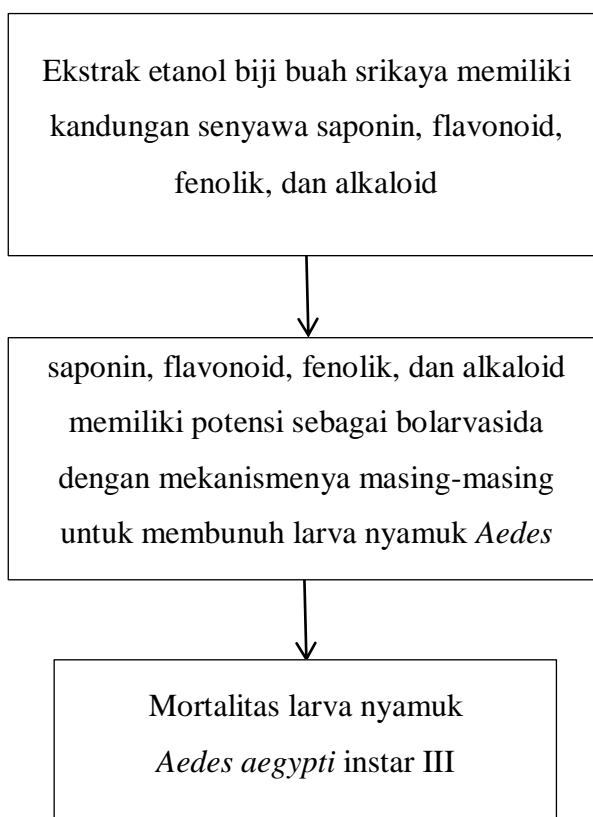 Ekstrak etanol biji buah srikaya memiliki
kandungan senyawa saponin, flavonoid,
fenolik, dan alkaloid
saponin, flavonoid, fenolik, dan alkaloid
memiliki potensi sebagai bolarvasida
dengan mekanismenya masing-masing
untuk membunuh larva nyamuk Aedes
Mortalitas larva nyamuk
Aedes aegypti instar III